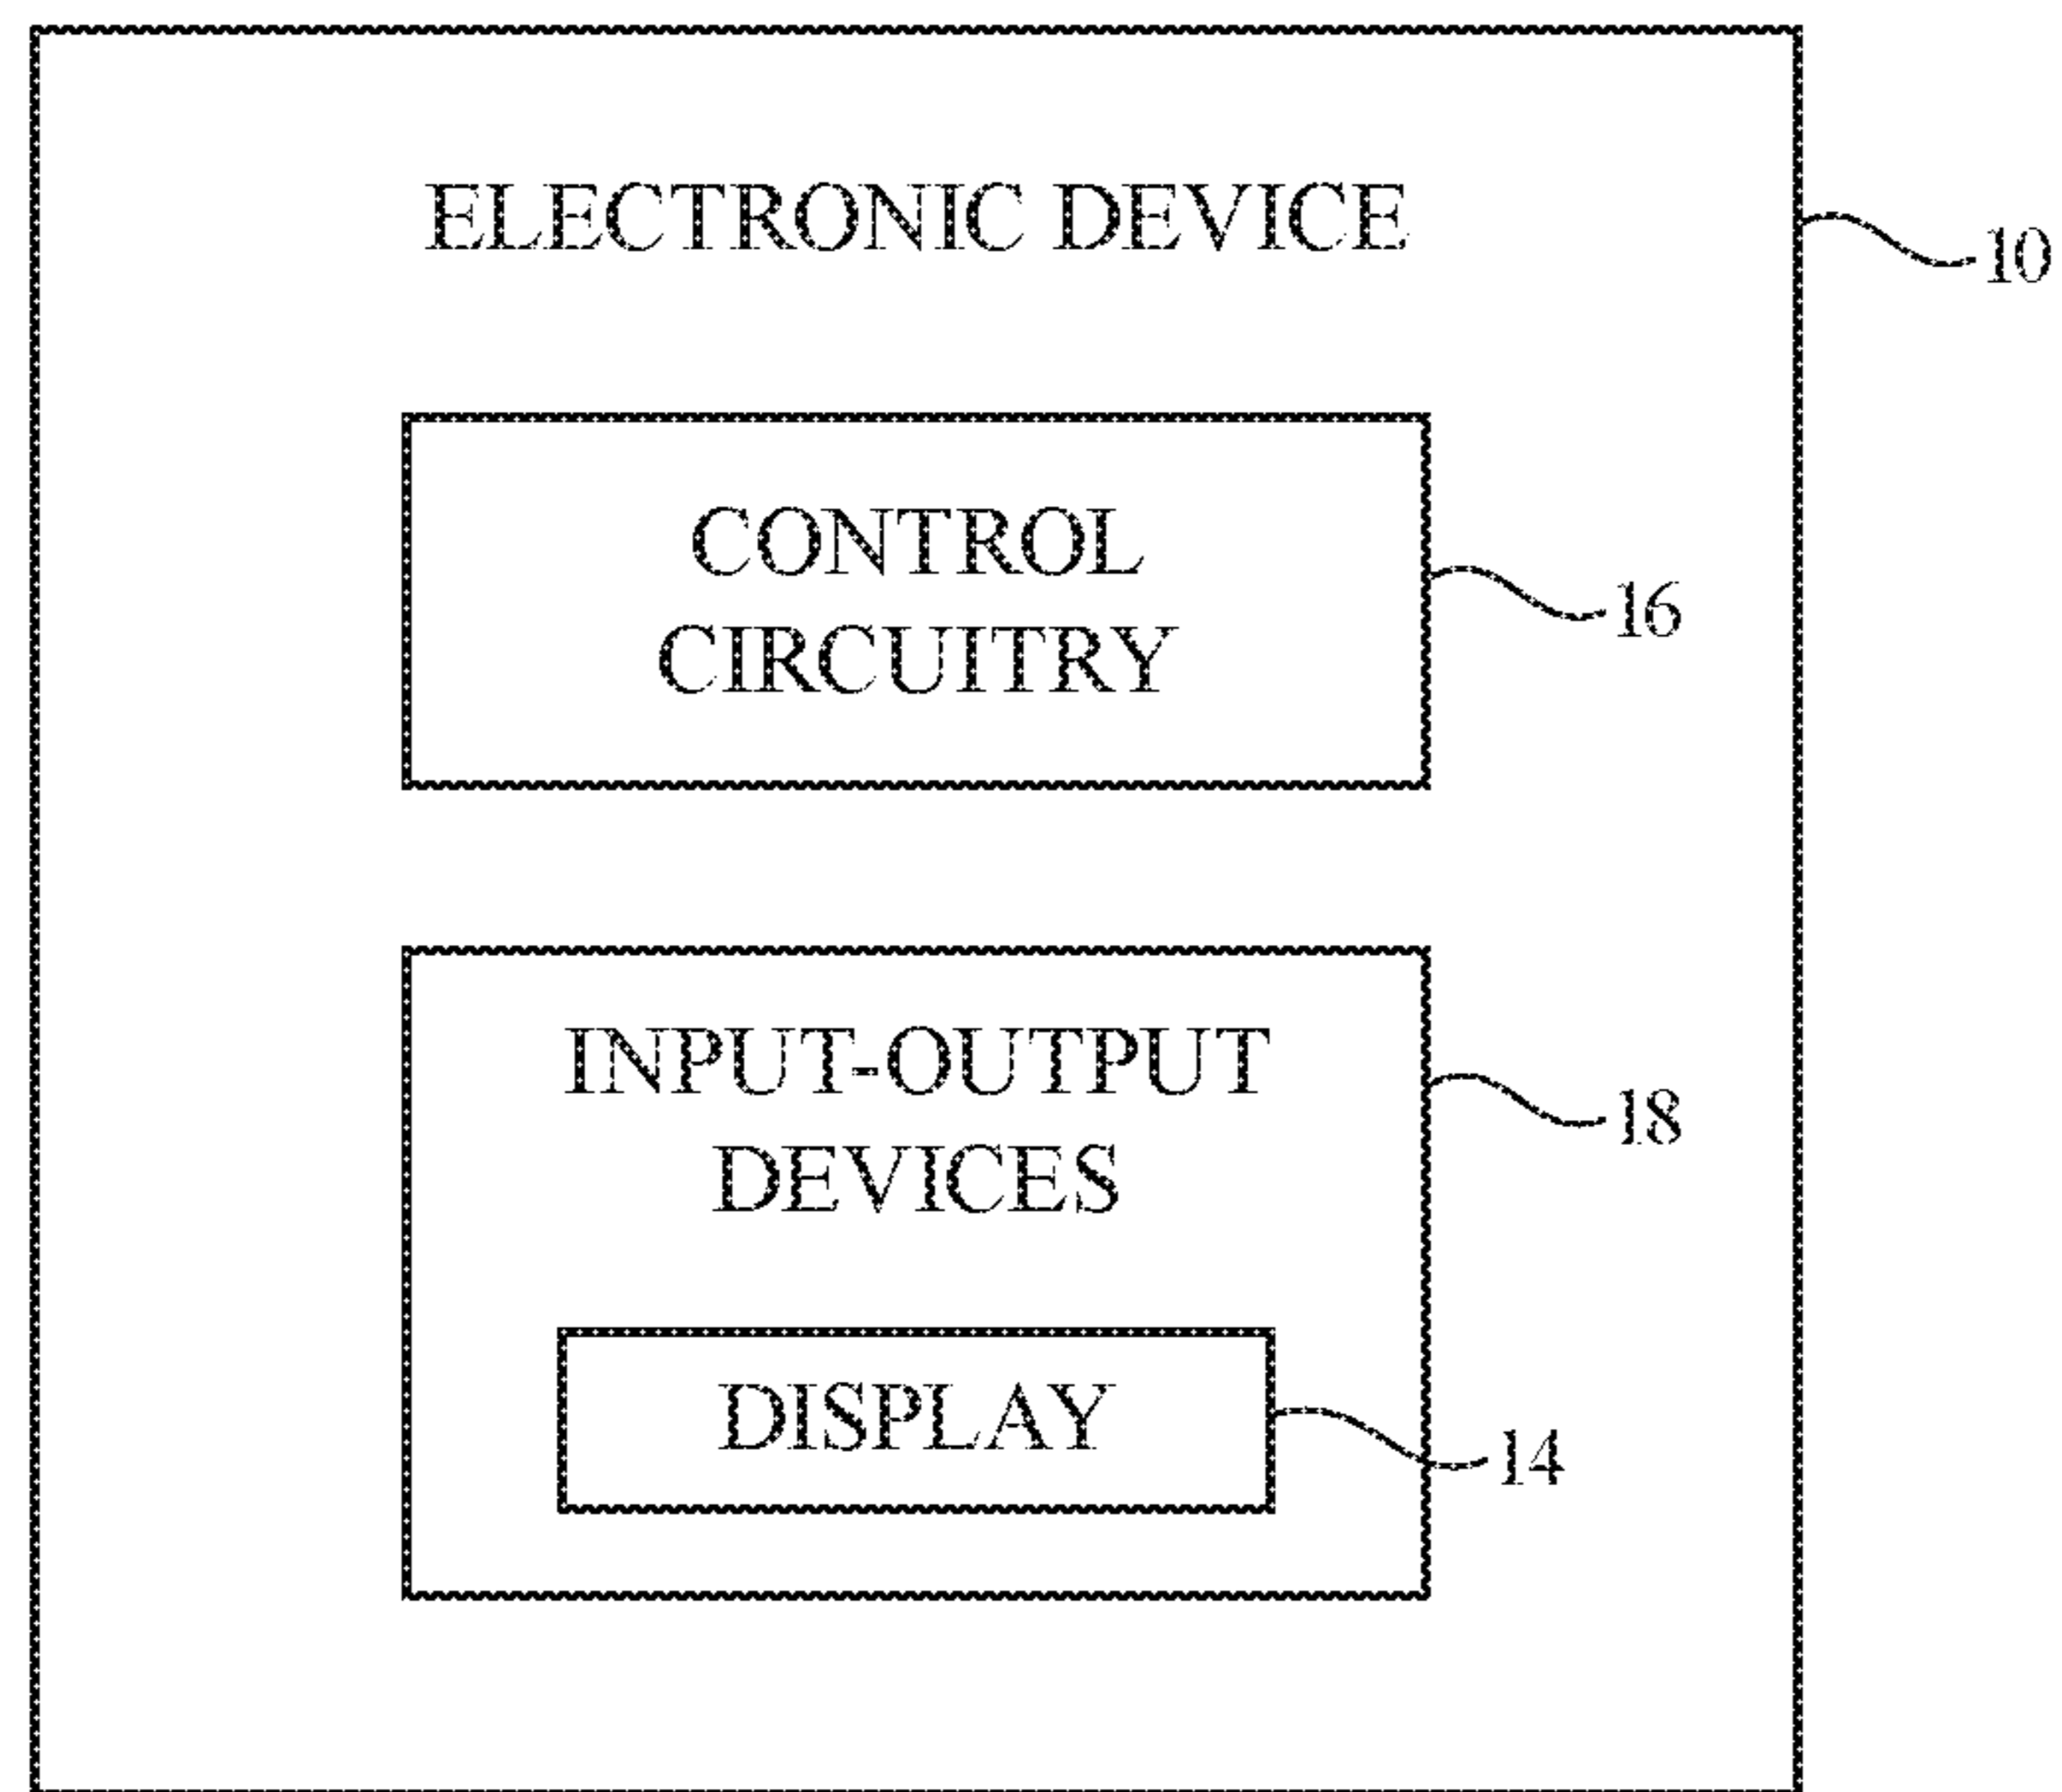 ELECTRONIC DEVICE
10
CONTROL
CIRCUITRY
16
INPUT-OUTPUT
DEVICES
18
DISPLAY
14